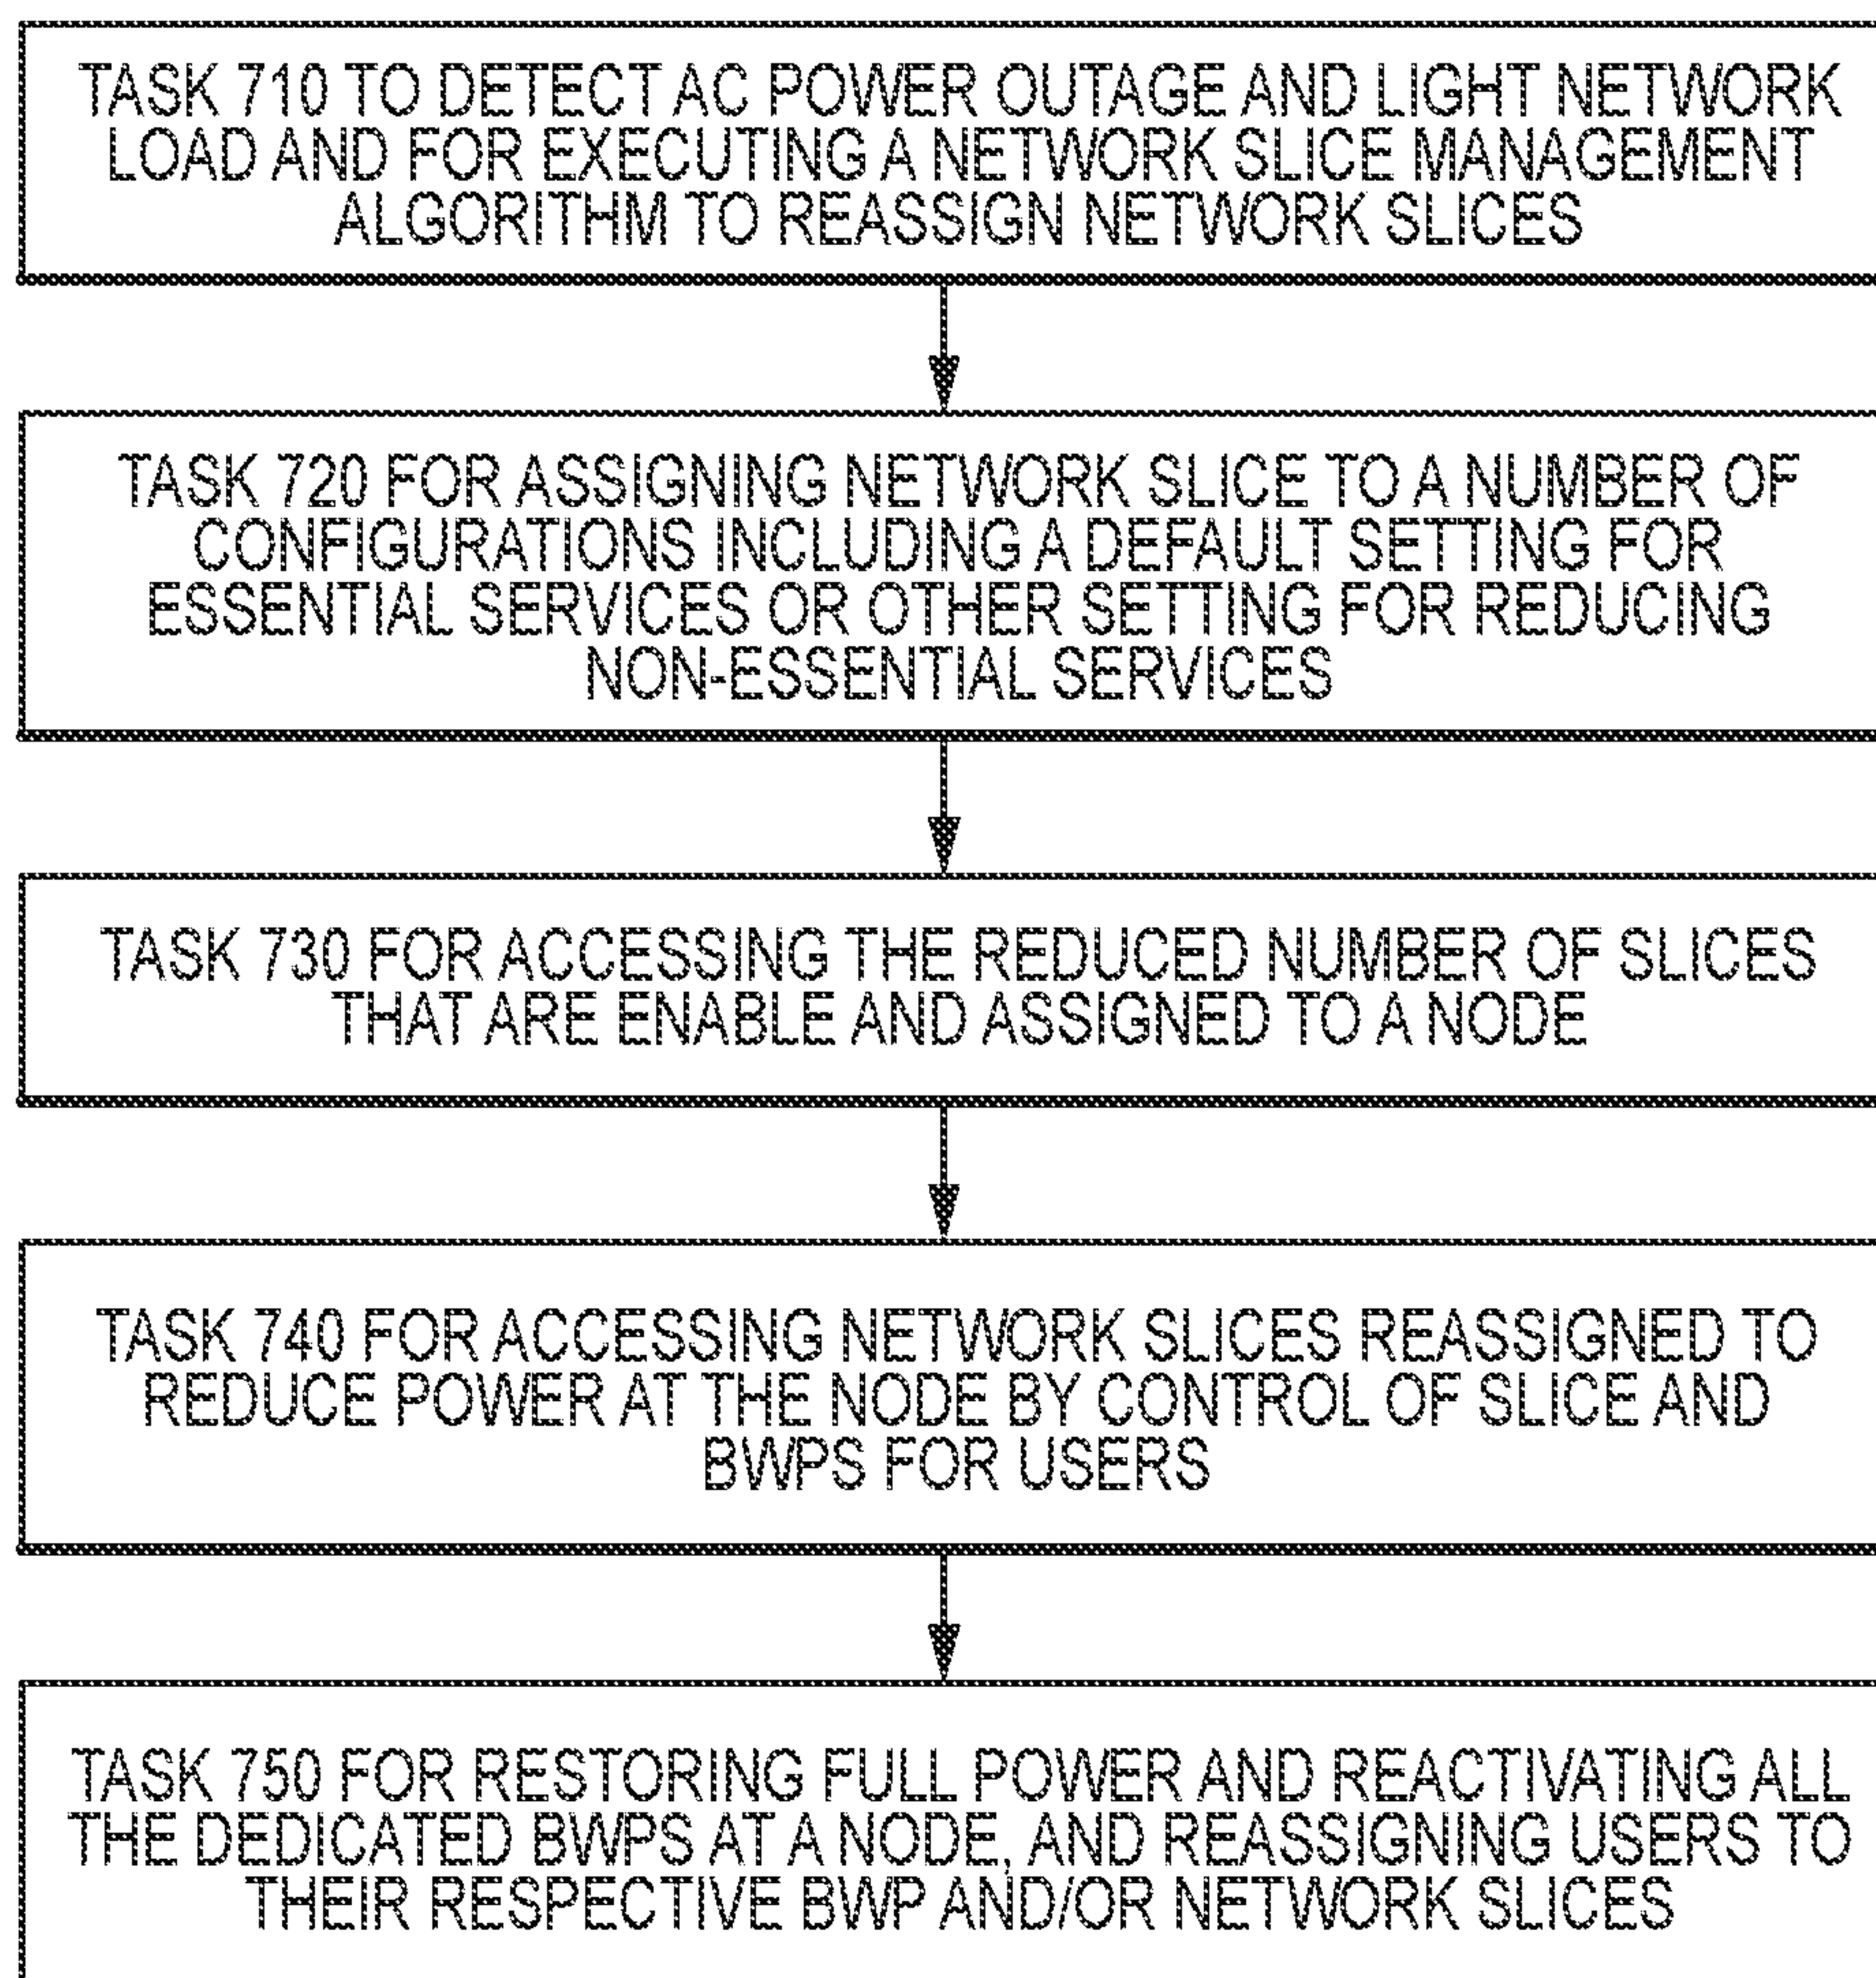 TASK 710 TO DETECT AC POWER OUTAGE AND LIGHT NETWORK
LOAD AND FOR EXECUTING A NETWORK SLICE MANAGEMENT
ALGORITHM TO REASSIGN NETWORK SLICES
TASK 720 FOR ASSIGNING NETWORK SLICE TO A NUMBER OF
CONFIGURATIONS INCLUDING A DEFAULT SETTING FOR
ESSENTIAL SERVICES OR OTHER SETTING FOR REDUCING
NON-ESSENTIAL SERVICES
TASK 730 FOR ACCESSING THE REDUCED NUMBER OF SLICES
THAT ARE ENABLE AND ASSIGNED TO A NODE
TASK 740 FOR ACCESSING NETWORK SLICES REASSIGNED TO
REDUCE POWER AT THE NODE BY CONTROL OF SLICE AND
BWPS FOR USERS
TASK 750 FOR RESTORING FULL POWER AND REACTIVATING ALL
THE DEDICATED BWPS AT A NODE, AND REASSIGNING USERS TO
THEIR RESPECTIVE BWP AND/OR NETWORK SLICES